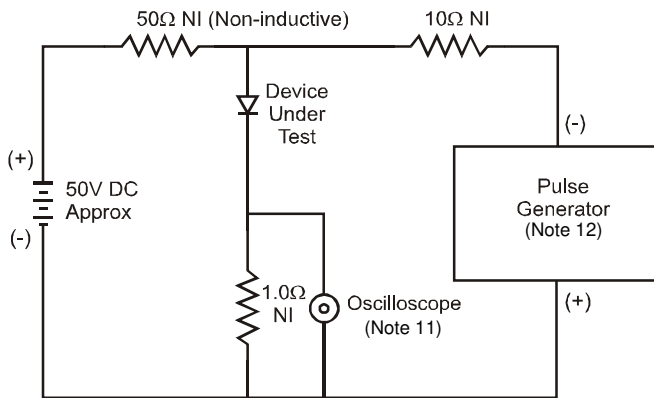 50Ω NI (Non-inductive)
10Ω NI
Device
Under
Test
(-)
(+)
50V DC
Approx
(-)
Pulse
Generator
(Note 12)
1.0Ω
NI
Oscilloscope
(Note 11)
(+)